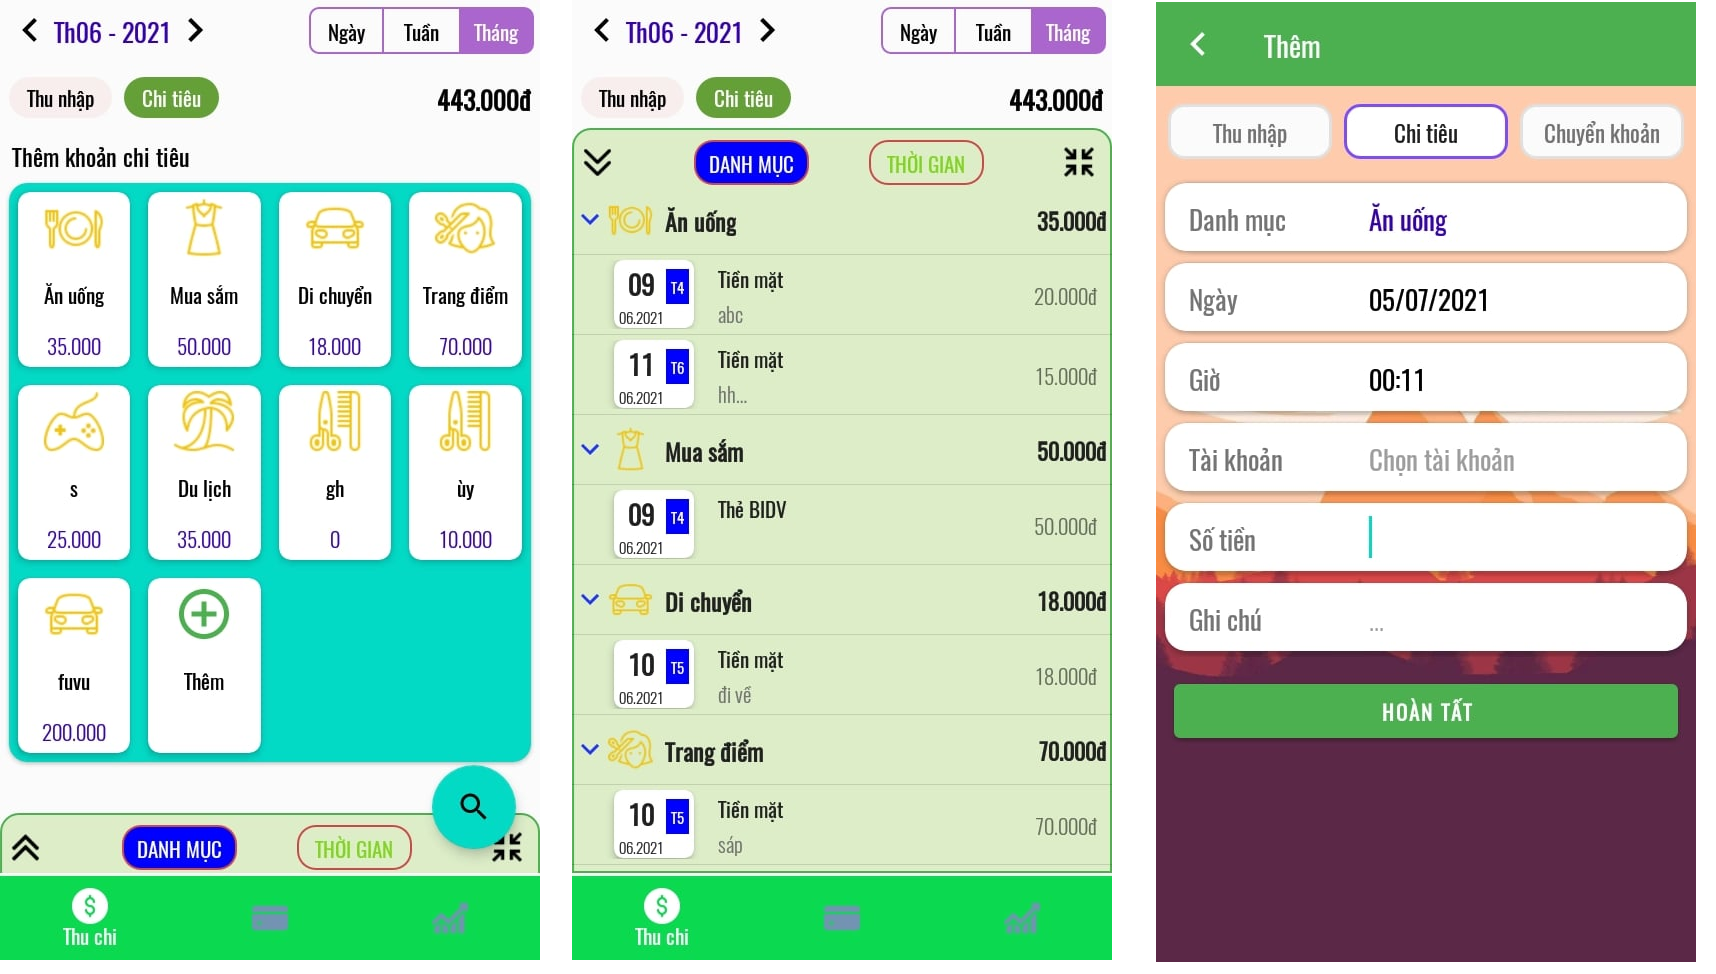 Th06 - 2021
Ngày Tuần Tháng
Thu nhập Chi tiêu 443.000đ
Thêm khoản chi tiêu
Ăn uống Mua sắm Di chuyển Trang điểm
35.000 50.000 18.000 70.000
s Du lịch gh ùy
25.000 35.000 0 10.000
fuvu Thêm
200.000
DANH MỤC THỜI GIAN
Thu chi
Th06 - 2021
Ngày Tuần Tháng
Thu nhập Chi tiêu 443.000đ
DANH MỤC THỜI GIAN
Ăn uống 35.000đ
09 T4 Tiền mặt 20.000đ
06.2021 abc
11 T6 Tiền mặt 15.000đ
06.2021 hh...
Mua sắm 50.000đ
09 T4 Thẻ BIDV 50.000đ
06.2021
Di chuyển 18.000đ
10 T5 Tiền mặt 18.000đ
06.2021 đi về
Trang điểm 70.000đ
10 T5 Tiền mặt 70.000đ
06.2021 sáp
Thu chi
Thêm
Thu nhập Chi tiêu Chuyển khoản
Danh mục Ăn uống
Ngày 05/07/2021
Giờ 00:11
Tài khoản Chọn tài khoản
Số tiền
Ghi chú ...
HOÀN TẤT